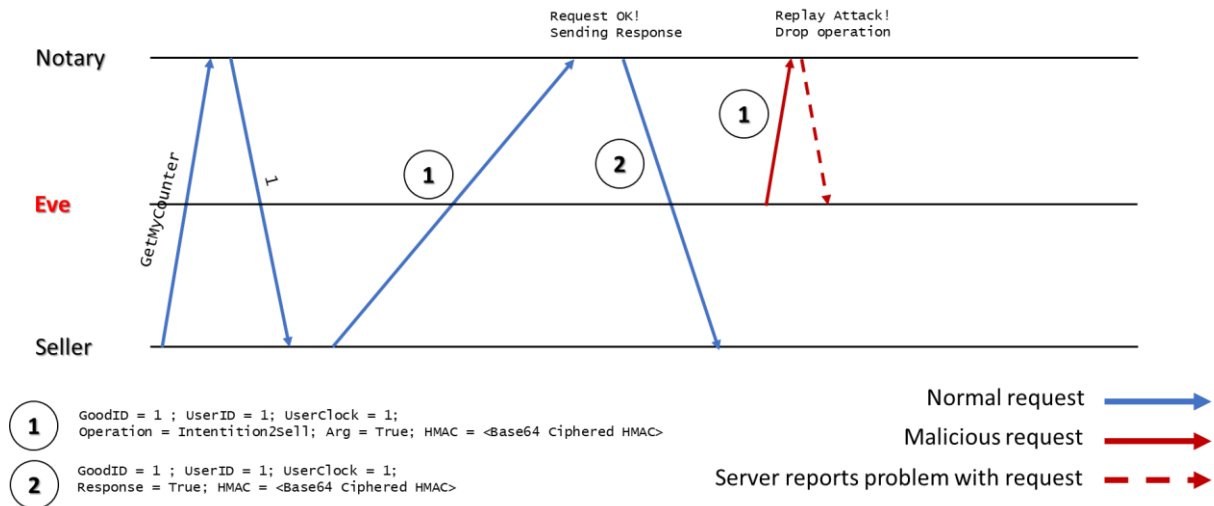 Request OK!
Sending Response
Replay Attack!
Drop operation
Notary
GetMyCounter
1
1
2
1
Eve
Seller
1
GoodID = 1 ; UserID = 1; UserClock = 1;
Operation = Intentition2Sell; Arg = True; HMAC = <Base64 Ciphered HMAC>
2
GoodID = 1 ; UserID = 1; UserClock = 1;
Response = True; HMAC = <Base64 Ciphered HMAC>
Normal request
Malicious request
Server reports problem with request